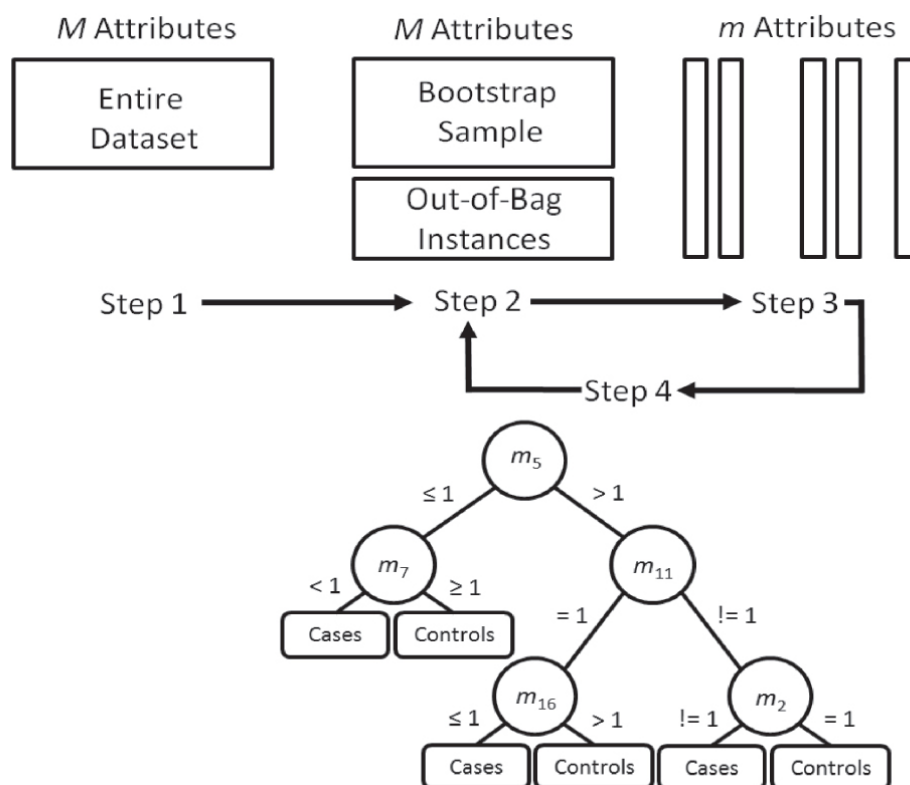 M Attributes
M Attributes
m Attributes
Entire
Dataset
Bootstrap
Sample
Out-of-Bag
Instances
Step 1
Step 2
Step 3
Step 4
m₅
≤ 1
> 1
m₇
m₁₁
< 1
≥ 1
= 1
!= 1
Cases
Controls
m₁₆
m₂
≤ 1
> 1
!= 1
= 1
Cases
Controls
Cases
Controls